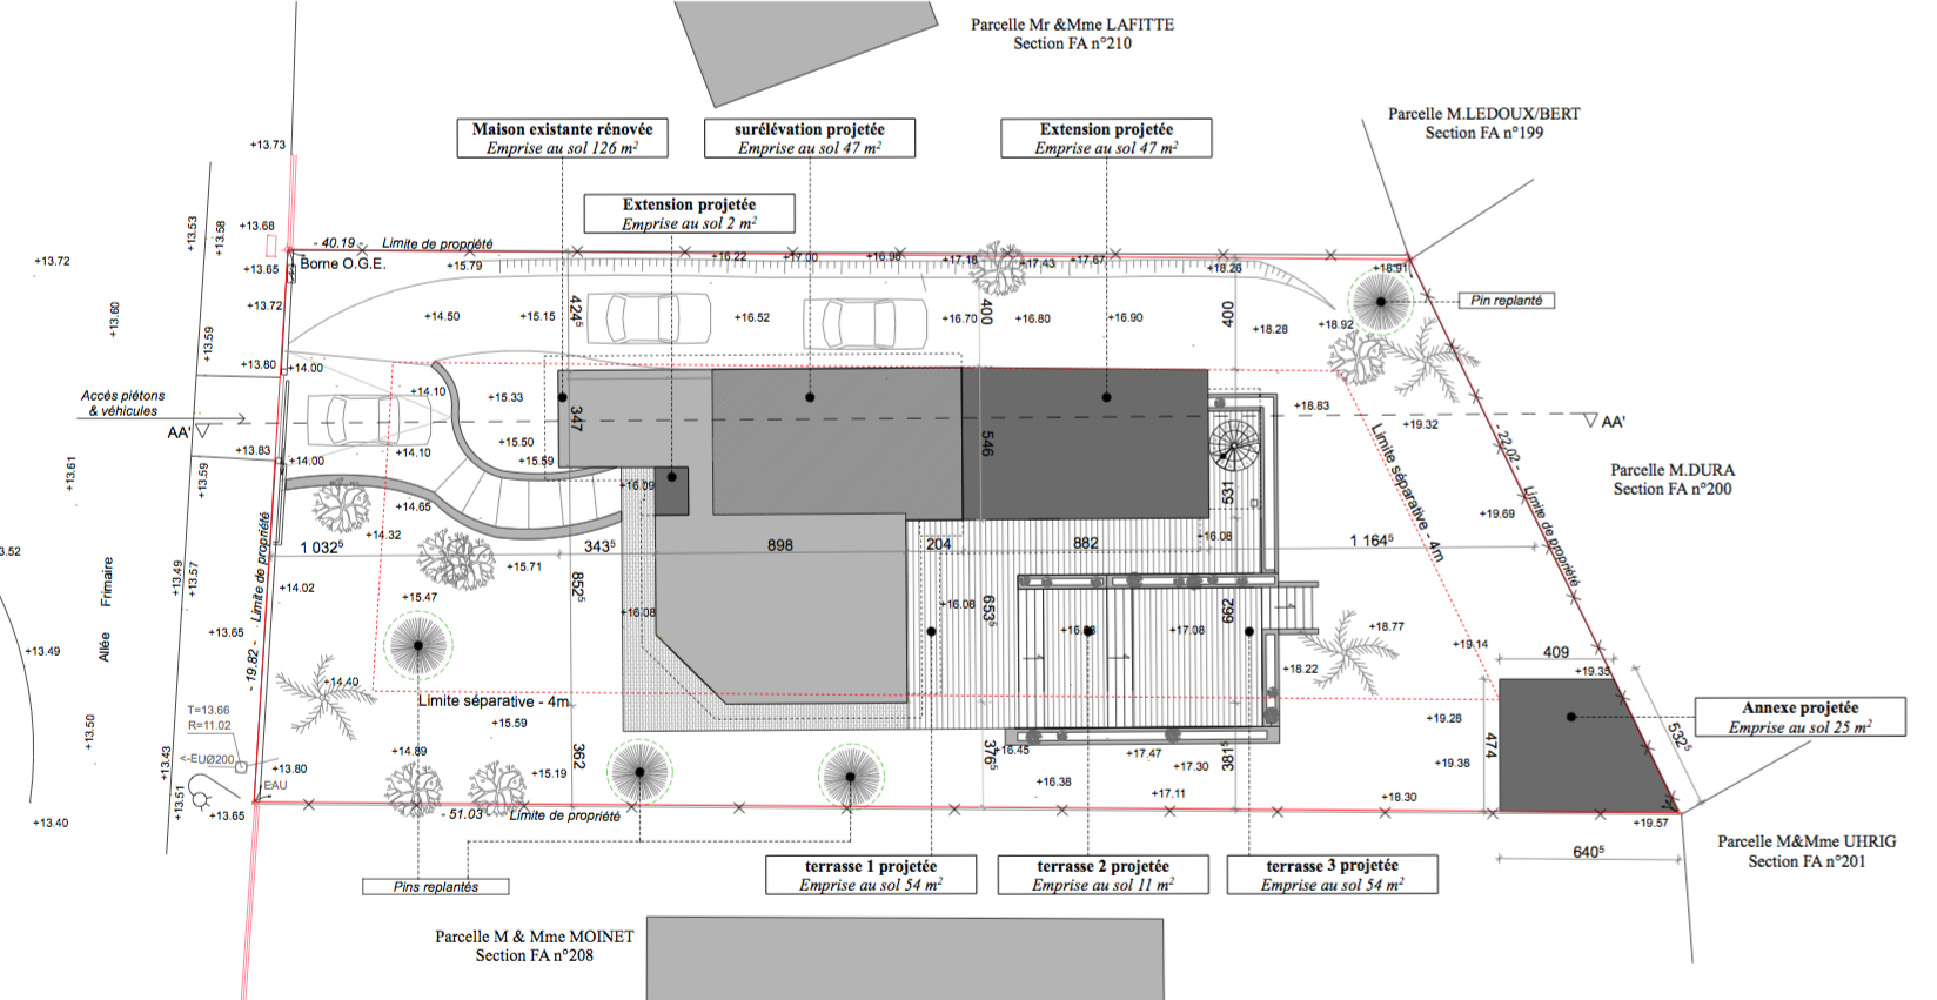 Parcelle Mr &Mme LAFITTE
Section FA n°210
Parcelle M.LEDOUX/BERT
Section FA n°199
Maison existante rénovée
Emprise au sol 126 m²
surélévation projetée
Emprise au sol 47 m²
Extension projetée
Emprise au sol 47 m²
Extension projetée
Emprise au sol 2 m²
+13.73
+13.68
+13.53
+13.58
- 40.19 -
Limite de propriété
Borne O.G.E.
+13.65
+13.72
+15.79
+16.22
+17.00
+16.98
+17.18
+17.43
+17.67
+18.26
+18.91
+13.72
+13.60
+13.59
+14.50
+15.15
424⁵
+16.52
+16.70
400
+16.80
+16.90
400
+18.28
+18.92
Pin replanté
+13.80
+14.00
+14.10
+15.33
347
+18.83
Accès piétons
& véhicules
AA'
+19.32
AA'
+13.83
+14.00
+14.10
+15.50
+15.59
546
- 22.02 -
Limite de propriété
Limite séparative - 4m
Parcelle M.DURA
Section FA n°200
+13.61
+13.59
+14.65
+16.09
531
+19.69
+14.32
+16.08
1 032⁵
343⁵
898
204
882
1 164⁵
+13.49
+13.57
Allée Frimaire
- 19.82 - Limite de propriété
+14.02
+15.71
852⁵
+15.47
+16.08
+16.08
653⁵
+17.08
662
+18.77
+13.65
+13.49
+19.14
409
+19.35
+18.22
+14.40
Limite séparative - 4m
T=13.66
R=11.02
+15.59
+13.50
+13.43
<-EUØ200
+14.89
362
+15.19
376⁵
+16.45
+17.47
+17.30
381⁵
+19.28
+19.38
474
532⁵
Annexe projetée
Emprise au sol 25 m²
+13.80
EAU
+16.38
+17.11
+18.30
+13.51
+13.65
+13.40
- 51.03 -
Limite de propriété
+19.57
640⁵
Parcelle M&Mme UHRIG
Section FA n°201
Pins replantés
terrasse 1 projetée
Emprise au sol 54 m²
terrasse 2 projetée
Emprise au sol 11 m²
terrasse 3 projetée
Emprise au sol 54 m²
Parcelle M & Mme MOINET
Section FA n°208